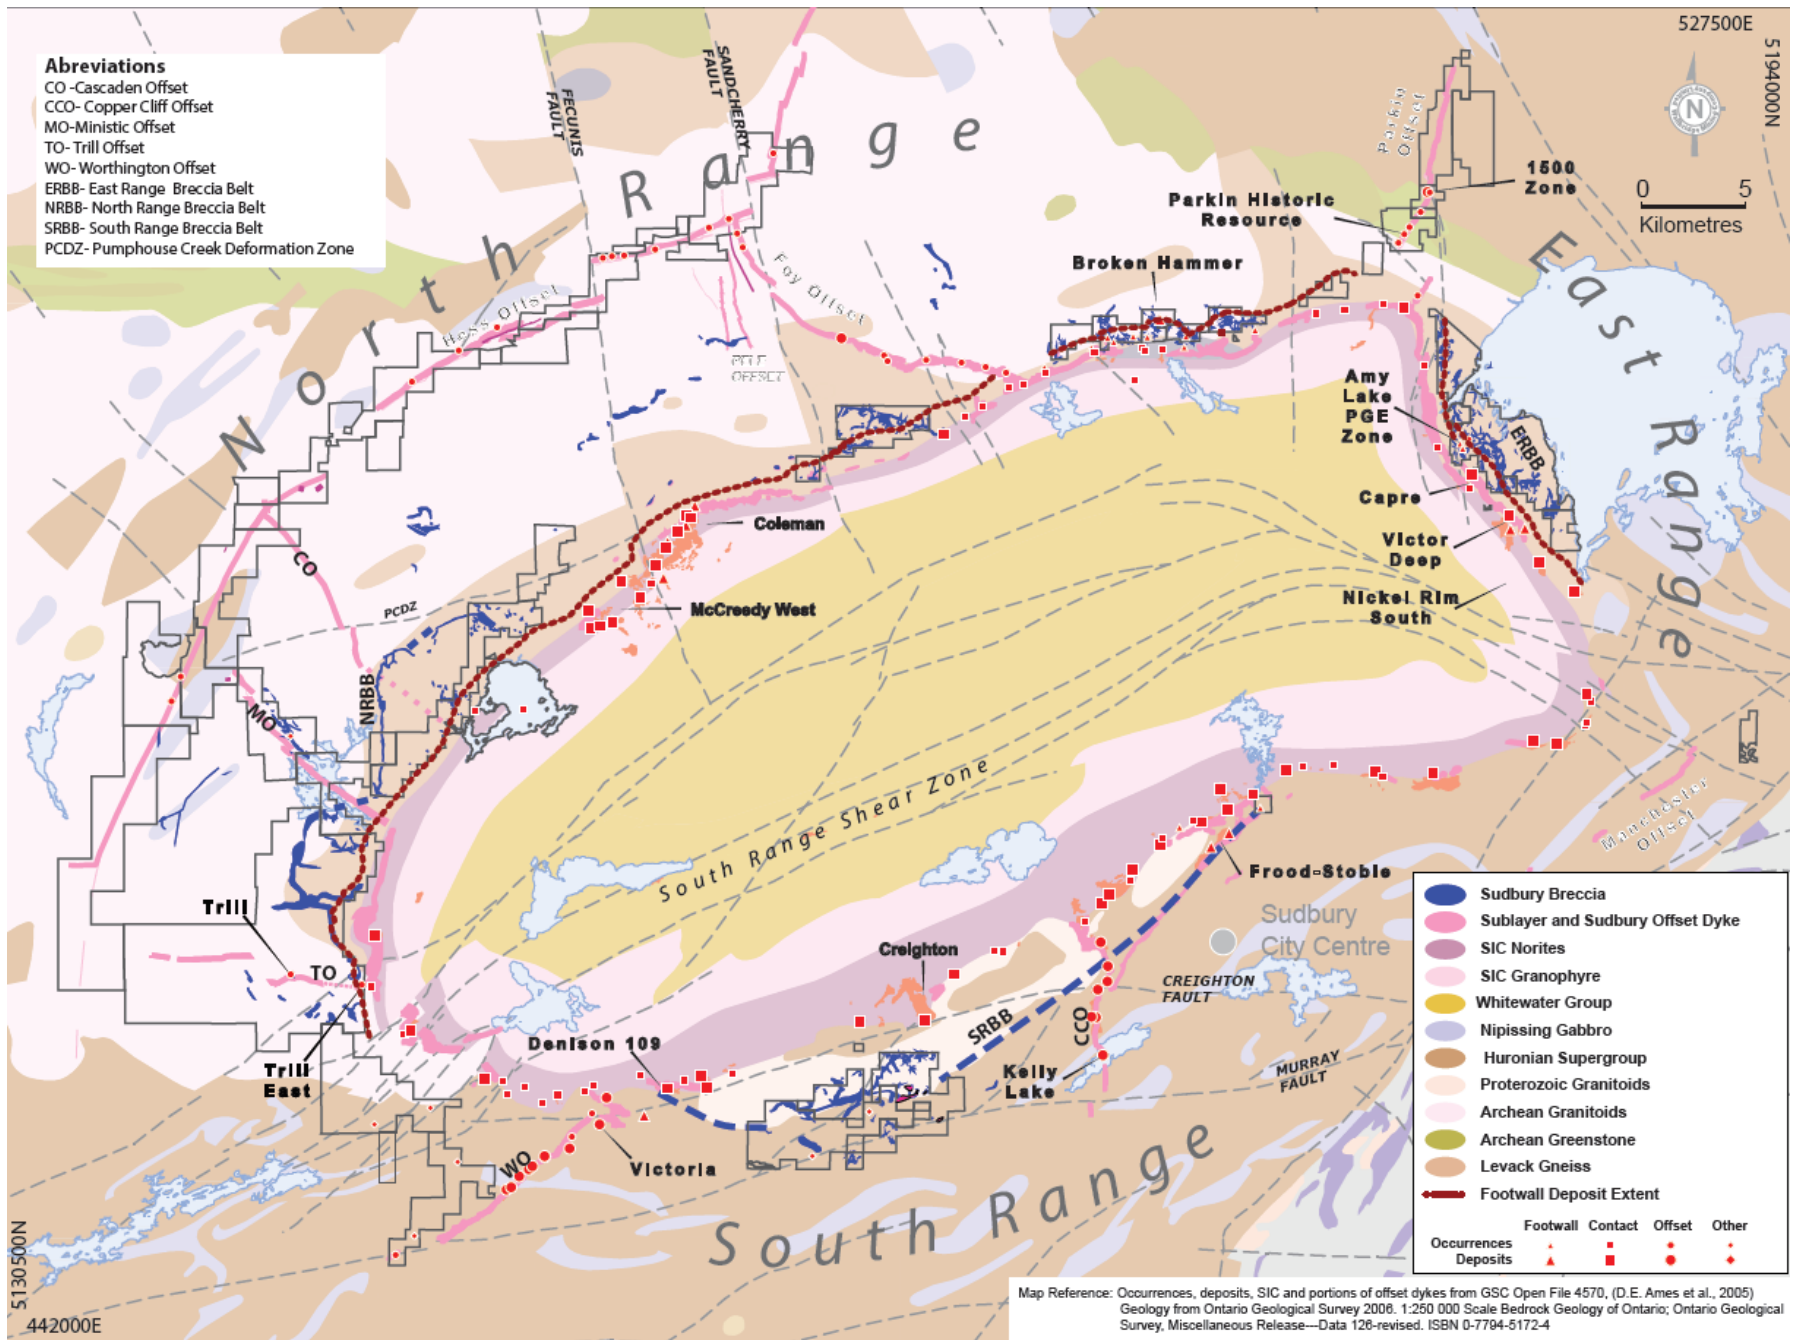 527500E
5194000N
Abreviations
CO -Cascaden Offset
CCO- Copper Cliff Offset
MO-Ministic Offset
TO- Trill Offset
WO- Worthington Offset
ERBB- East Range Breccia Belt
NRBB- North Range Breccia Belt
SRBB- South Range Breccia Belt
PCDZ- Pumphouse Creek Deformation Zone
FECUNIS
FAULT
SANDCHERRY
FAULT
North Range
Parkin
Offset
N
1500
Zone
0 5
Kilometres
Parkin Historic
Resource
Broken Hammer
East Range
Foy Offset
Hess Offset
OFFSET
Amy
Lake
PGE
Zone
ERBB
Capre
Coleman
Victor
Deep
CO
PCDZ
McCreedy West
Nickel Rim
South
NRBB
MO
South Range Shear Zone
Manchester
Offset
Frood-Stobie
Trill
TO
Sudbury
City Centre
Creighton
CREIGHTON
FAULT
SRBB
CCO
Denison 109
Trill
East
Kelly
Lake
MURRAY
FAULT
WO
Victoria
South Range
Sudbury Breccia
Sublayer and Sudbury Offset Dyke
SIC Norites
SIC Granophyre
Whitewater Group
Nipissing Gabbro
Huronian Supergroup
Proterozoic Granitoids
Archean Granitoids
Archean Greenstone
Levack Gneiss
Footwall Deposit Extent
Footwall Contact Offset Other
Occurrences
Deposits
5130500N
442000E
Map Reference: Occurrences, deposits, SIC and portions of offset dykes from GSC Open File 4570, (D.E. Ames et al., 2005)
Geology from Ontario Geological Survey 2006. 1:250 000 Scale Bedrock Geology of Ontario; Ontario Geological
Survey, Miscellaneous Release---Data 126-revised. ISBN 0-7794-5172-4